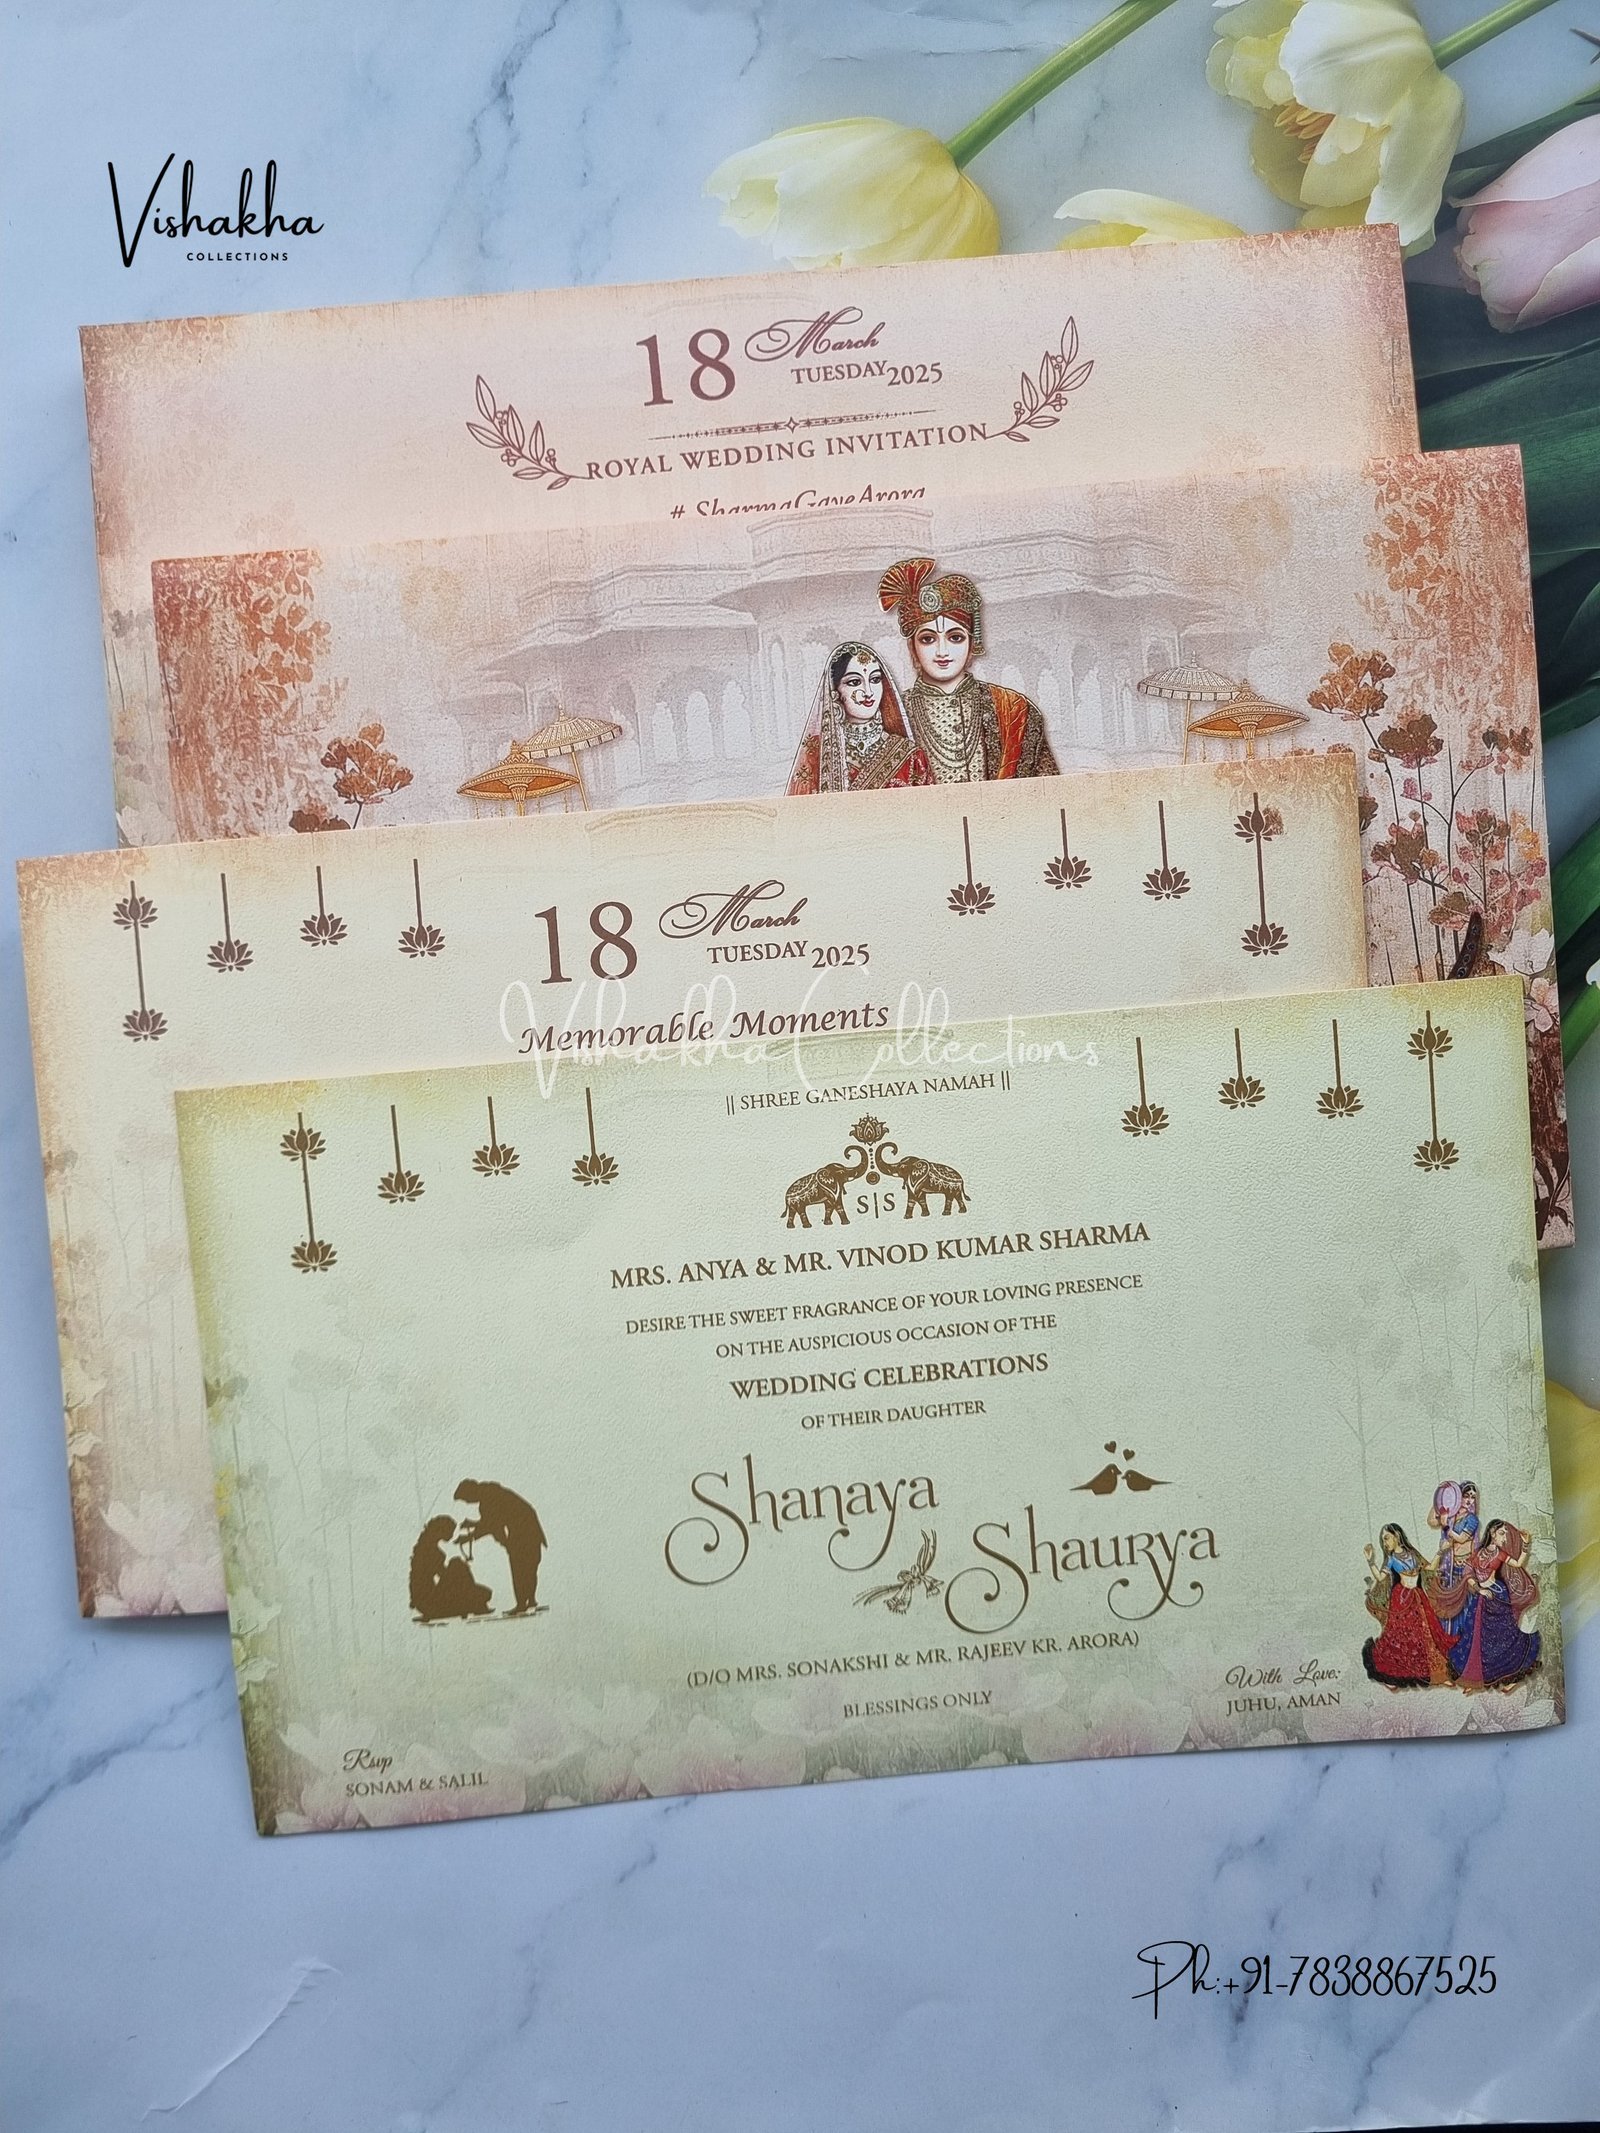 Vishakha
COLLECTIONS
18 March
TUESDAY 2025
ROYAL WEDDING INVITATION
# SharmaGaveArora
18 March
TUESDAY 2025
Memorable Moments
Vishakha Collections
|| SHREE GANESHAYA NAMAH ||
S|S
MRS. ANYA & MR. VINOD KUMAR SHARMA
DESIRE THE SWEET FRAGRANCE OF YOUR LOVING PRESENCE
ON THE AUSPICIOUS OCCASION OF THE
WEDDING CELEBRATIONS
OF THEIR DAUGHTER
Shanaya
Shaurya
(D/O MRS. SONAKSHI & MR. RAJEEV KR. ARORA)
BLESSINGS ONLY
With Love:
JUHU, AMAN
Rsvp
SONAM & SALIL
Ph:+91-7838867525